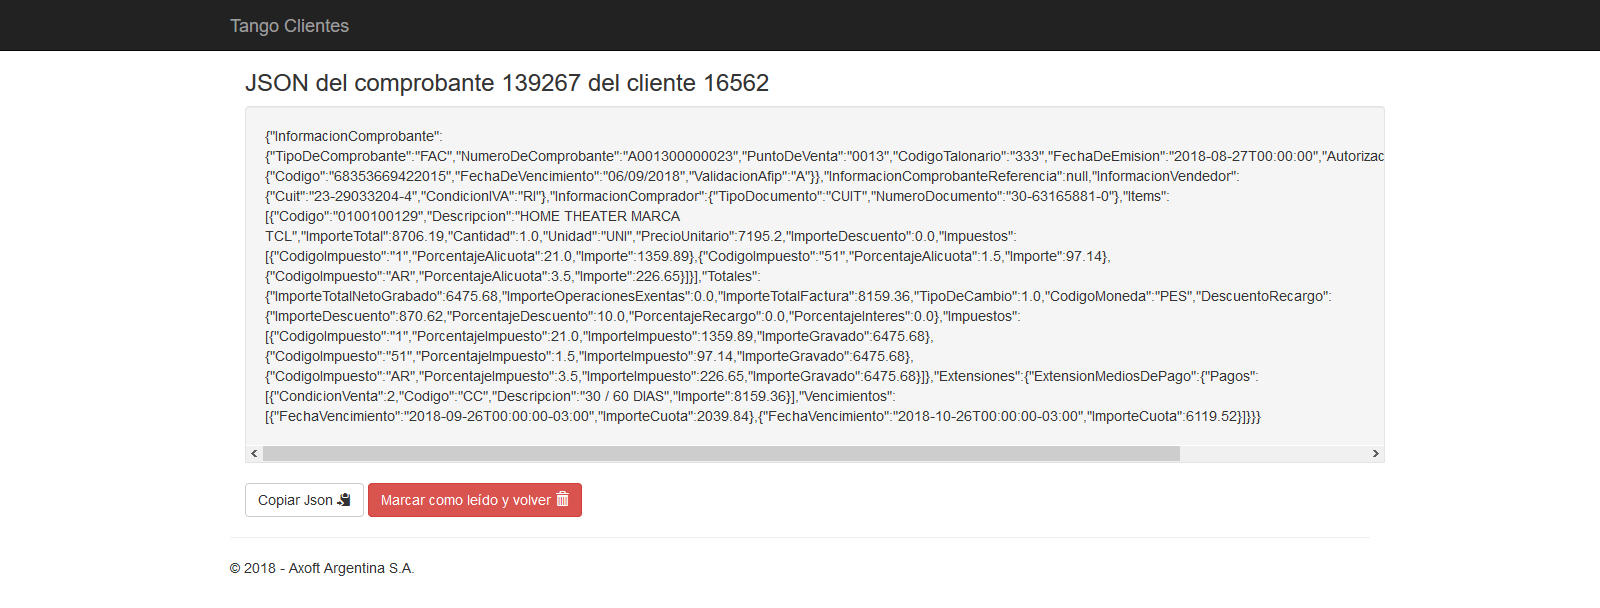 Tango Clientes
JSON del comprobante 139267 del cliente 16562
{"InformacionComprobante":
{"TipoDeComprobante":"FAC","NumeroDeComprobante":"A001300000023","PuntoDeVenta":"0013","CodigoTalonario":"333","FechaDeEmision":"2018-08-27T00:00:00","Autorizac
{"Codigo":"68353669422015","FechaDeVencimiento":"06/09/2018","ValidacionAfip":"A"}},"InformacionComprobanteReferencia":null,"InformacionVendedor":
{"Cuit":"23-29033204-4","CondicionIVA":"RI"},"InformacionComprador":{"TipoDocumento":"CUIT","NumeroDocumento":"30-63165881-0"},"Items":
[{"Codigo":"0100100129","Descripcion":"HOME THEATER MARCA
TCL","ImporteTotal":8706.19,"Cantidad":1.0,"Unidad":"UNI","PrecioUnitario":7195.2,"ImporteDescuento":0.0,"Impuestos":
[{"CodigoImpuesto":"1","PorcentajeAlicuota":21.0,"Importe":1359.89},{"CodigoImpuesto":"51","PorcentajeAlicuota":1.5,"Importe":97.14},
{"CodigoImpuesto":"AR","PorcentajeAlicuota":3.5,"Importe":226.65}]}],"Totales":
{"ImporteTotalNetoGrabado":6475.68,"ImporteOperacionesExentas":0.0,"ImporteTotalFactura":8159.36,"TipoDeCambio":1.0,"CodigoMoneda":"PES","DescuentoRecargo":
{"ImporteDescuento":870.62,"PorcentajeDescuento":10.0,"PorcentajeRecargo":0.0,"PorcentajeInteres":0.0},"Impuestos":
[{"CodigoImpuesto":"1","PorcentajeImpuesto":21.0,"ImporteImpuesto":1359.89,"ImporteGravado":6475.68},
{"CodigoImpuesto":"51","PorcentajeImpuesto":1.5,"ImporteImpuesto":97.14,"ImporteGravado":6475.68},
{"CodigoImpuesto":"AR","PorcentajeImpuesto":3.5,"ImporteImpuesto":226.65,"ImporteGravado":6475.68}]},"Extensiones":{"ExtensionMediosDePago":{"Pagos":
[{"CondicionVenta":2,"Codigo":"CC","Descripcion":"30 / 60 DIAS","Importe":8159.36}],"Vencimientos":
[{"FechaVencimiento":"2018-09-26T00:00:00-03:00","ImporteCuota":2039.84},{"FechaVencimiento":"2018-10-26T00:00:00-03:00","ImporteCuota":6119.52}]}}}
Copiar Json
Marcar como leído y volver
© 2018 - Axoft Argentina S.A.